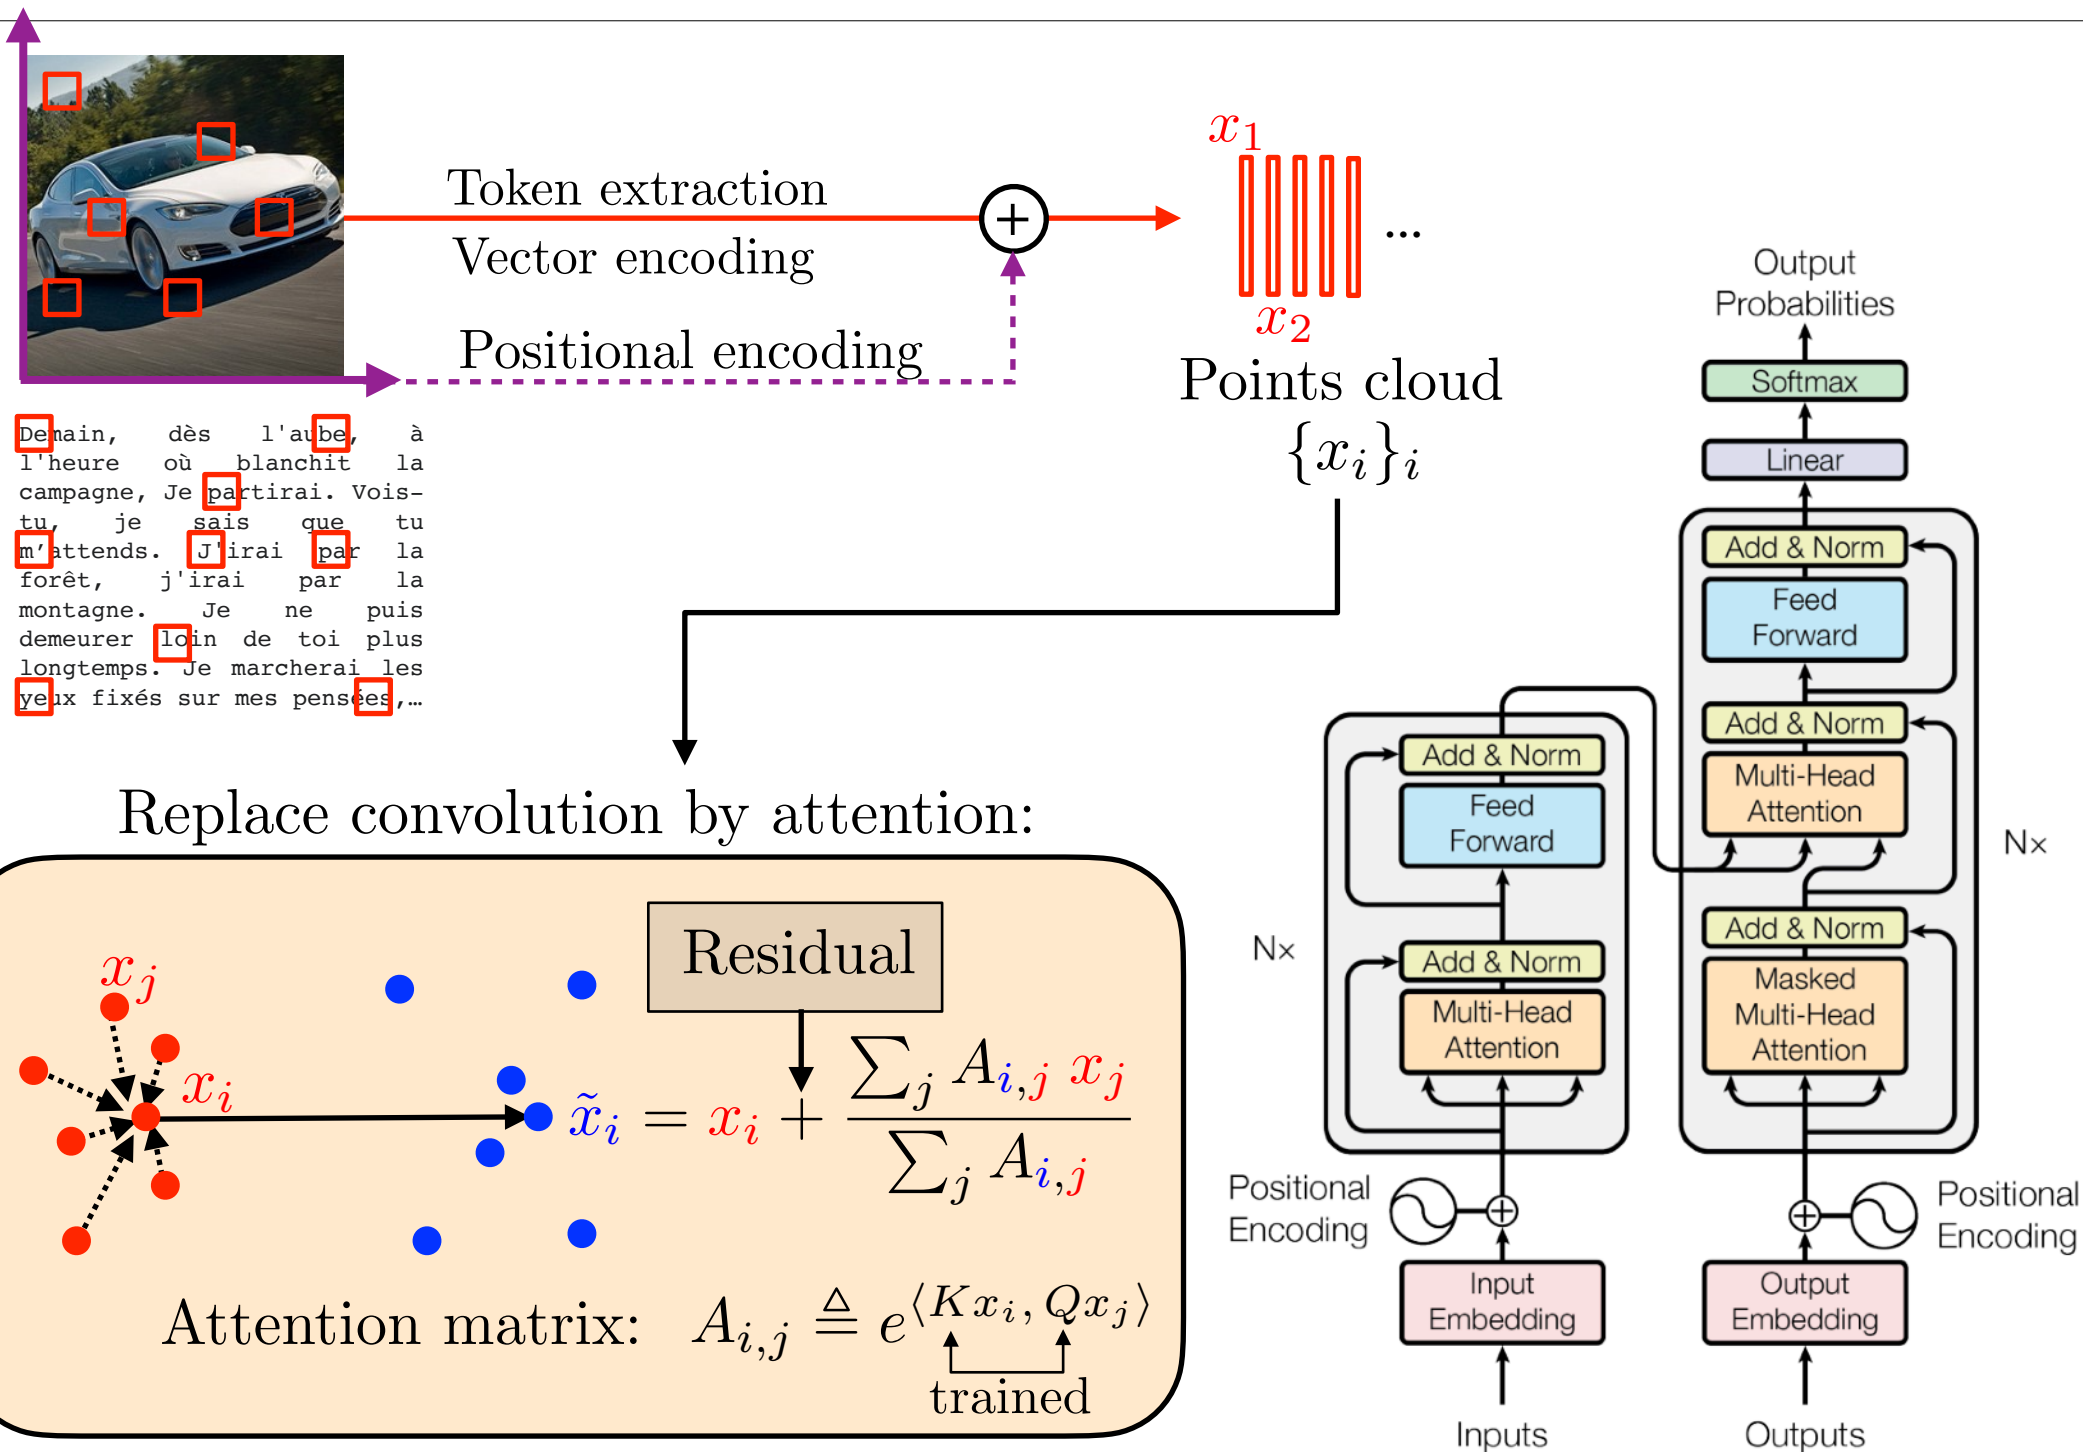 Token extraction
Vector encoding
Positional encoding
+
x₁
...
x₂
Points cloud
{xᵢ}ᵢ
Demain, dès l'aube, à
l'heure où blanchit la
campagne, Je partirai. Vois-
tu, je sais que tu
m’attends. J'irai par la
forêt, j'irai par la
montagne. Je ne puis
demeurer loin de toi plus
longtemps. Je marcherai les
yeux fixés sur mes pensées,…
Replace convolution by attention:
Residual
xⱼ
xᵢ
x̃ᵢ = xᵢ + ∑ⱼ Aᵢ,ⱼ xⱼ / ∑ⱼ Aᵢ,ⱼ
Attention matrix: Aᵢ,ⱼ ≜ e^⟨Kxᵢ, Qxⱼ⟩
trained
Add & Norm
Feed
Forward
N×
Add & Norm
Multi-Head
Attention
Positional
Encoding
Input
Embedding
Inputs
Output
Probabilities
Softmax
Linear
Add & Norm
Feed
Forward
Add & Norm
Multi-Head
Attention
N×
Add & Norm
Masked
Multi-Head
Attention
Positional
Encoding
Output
Embedding
Outputs